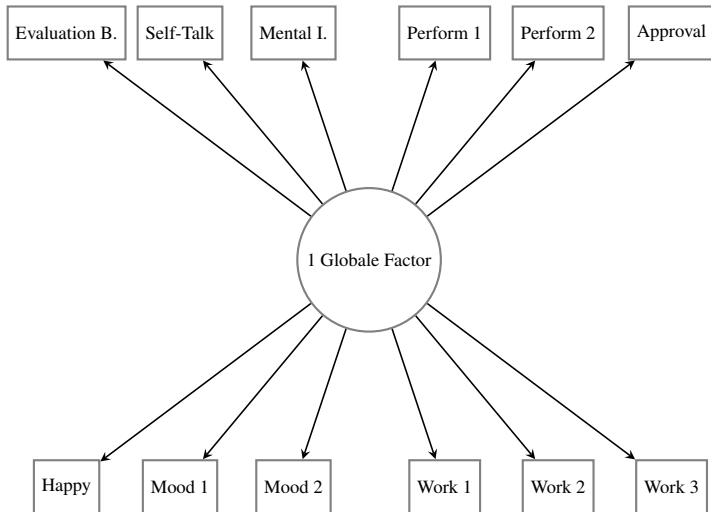 Evaluation B.
Self-Talk
Mental I.
Perform 1
Perform 2
Approval
1 Globale Factor
Happy
Mood 1
Mood 2
Work 1
Work 2
Work 3